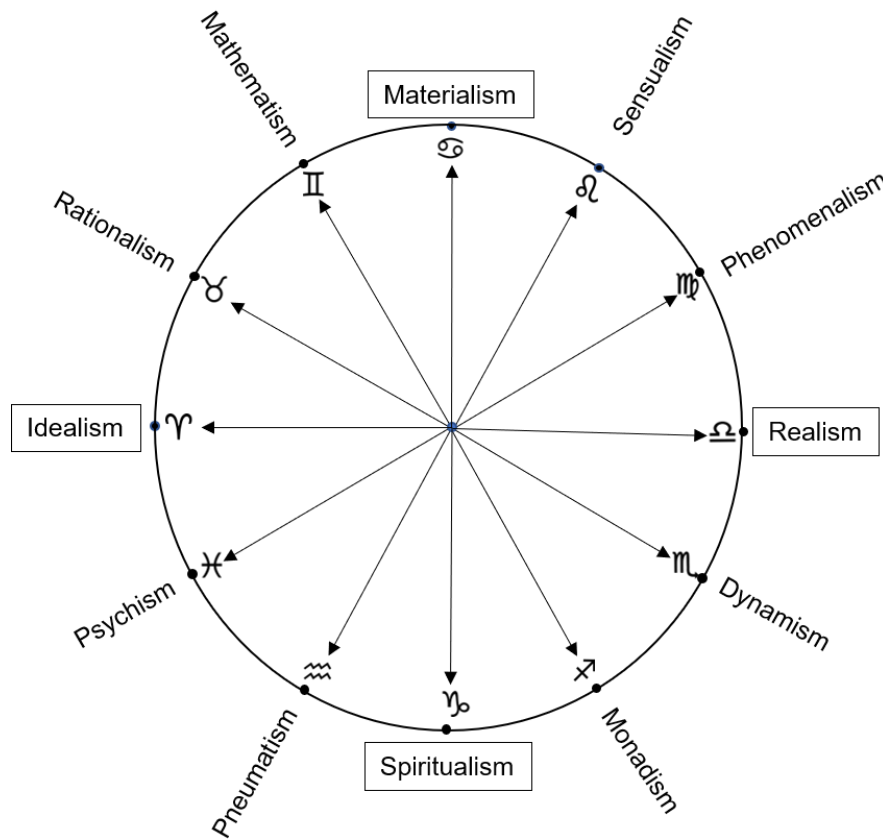 Materialism
♋
Sensualism
♌
Phenomenalism
♍
Realism
♎
Dynamism
♏
Monadism
♐
Spiritualism
♑
Pneumatism
♒
Psychism
♓
Idealism
♈
Rationalism
♉
Mathematism
♊